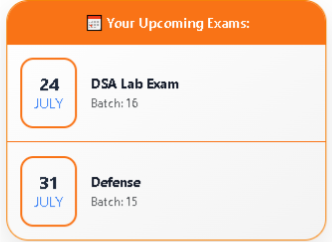 Your Upcoming Exams:
24
JULY
DSA Lab Exam
Batch: 16
31
JULY
Defense
Batch: 15